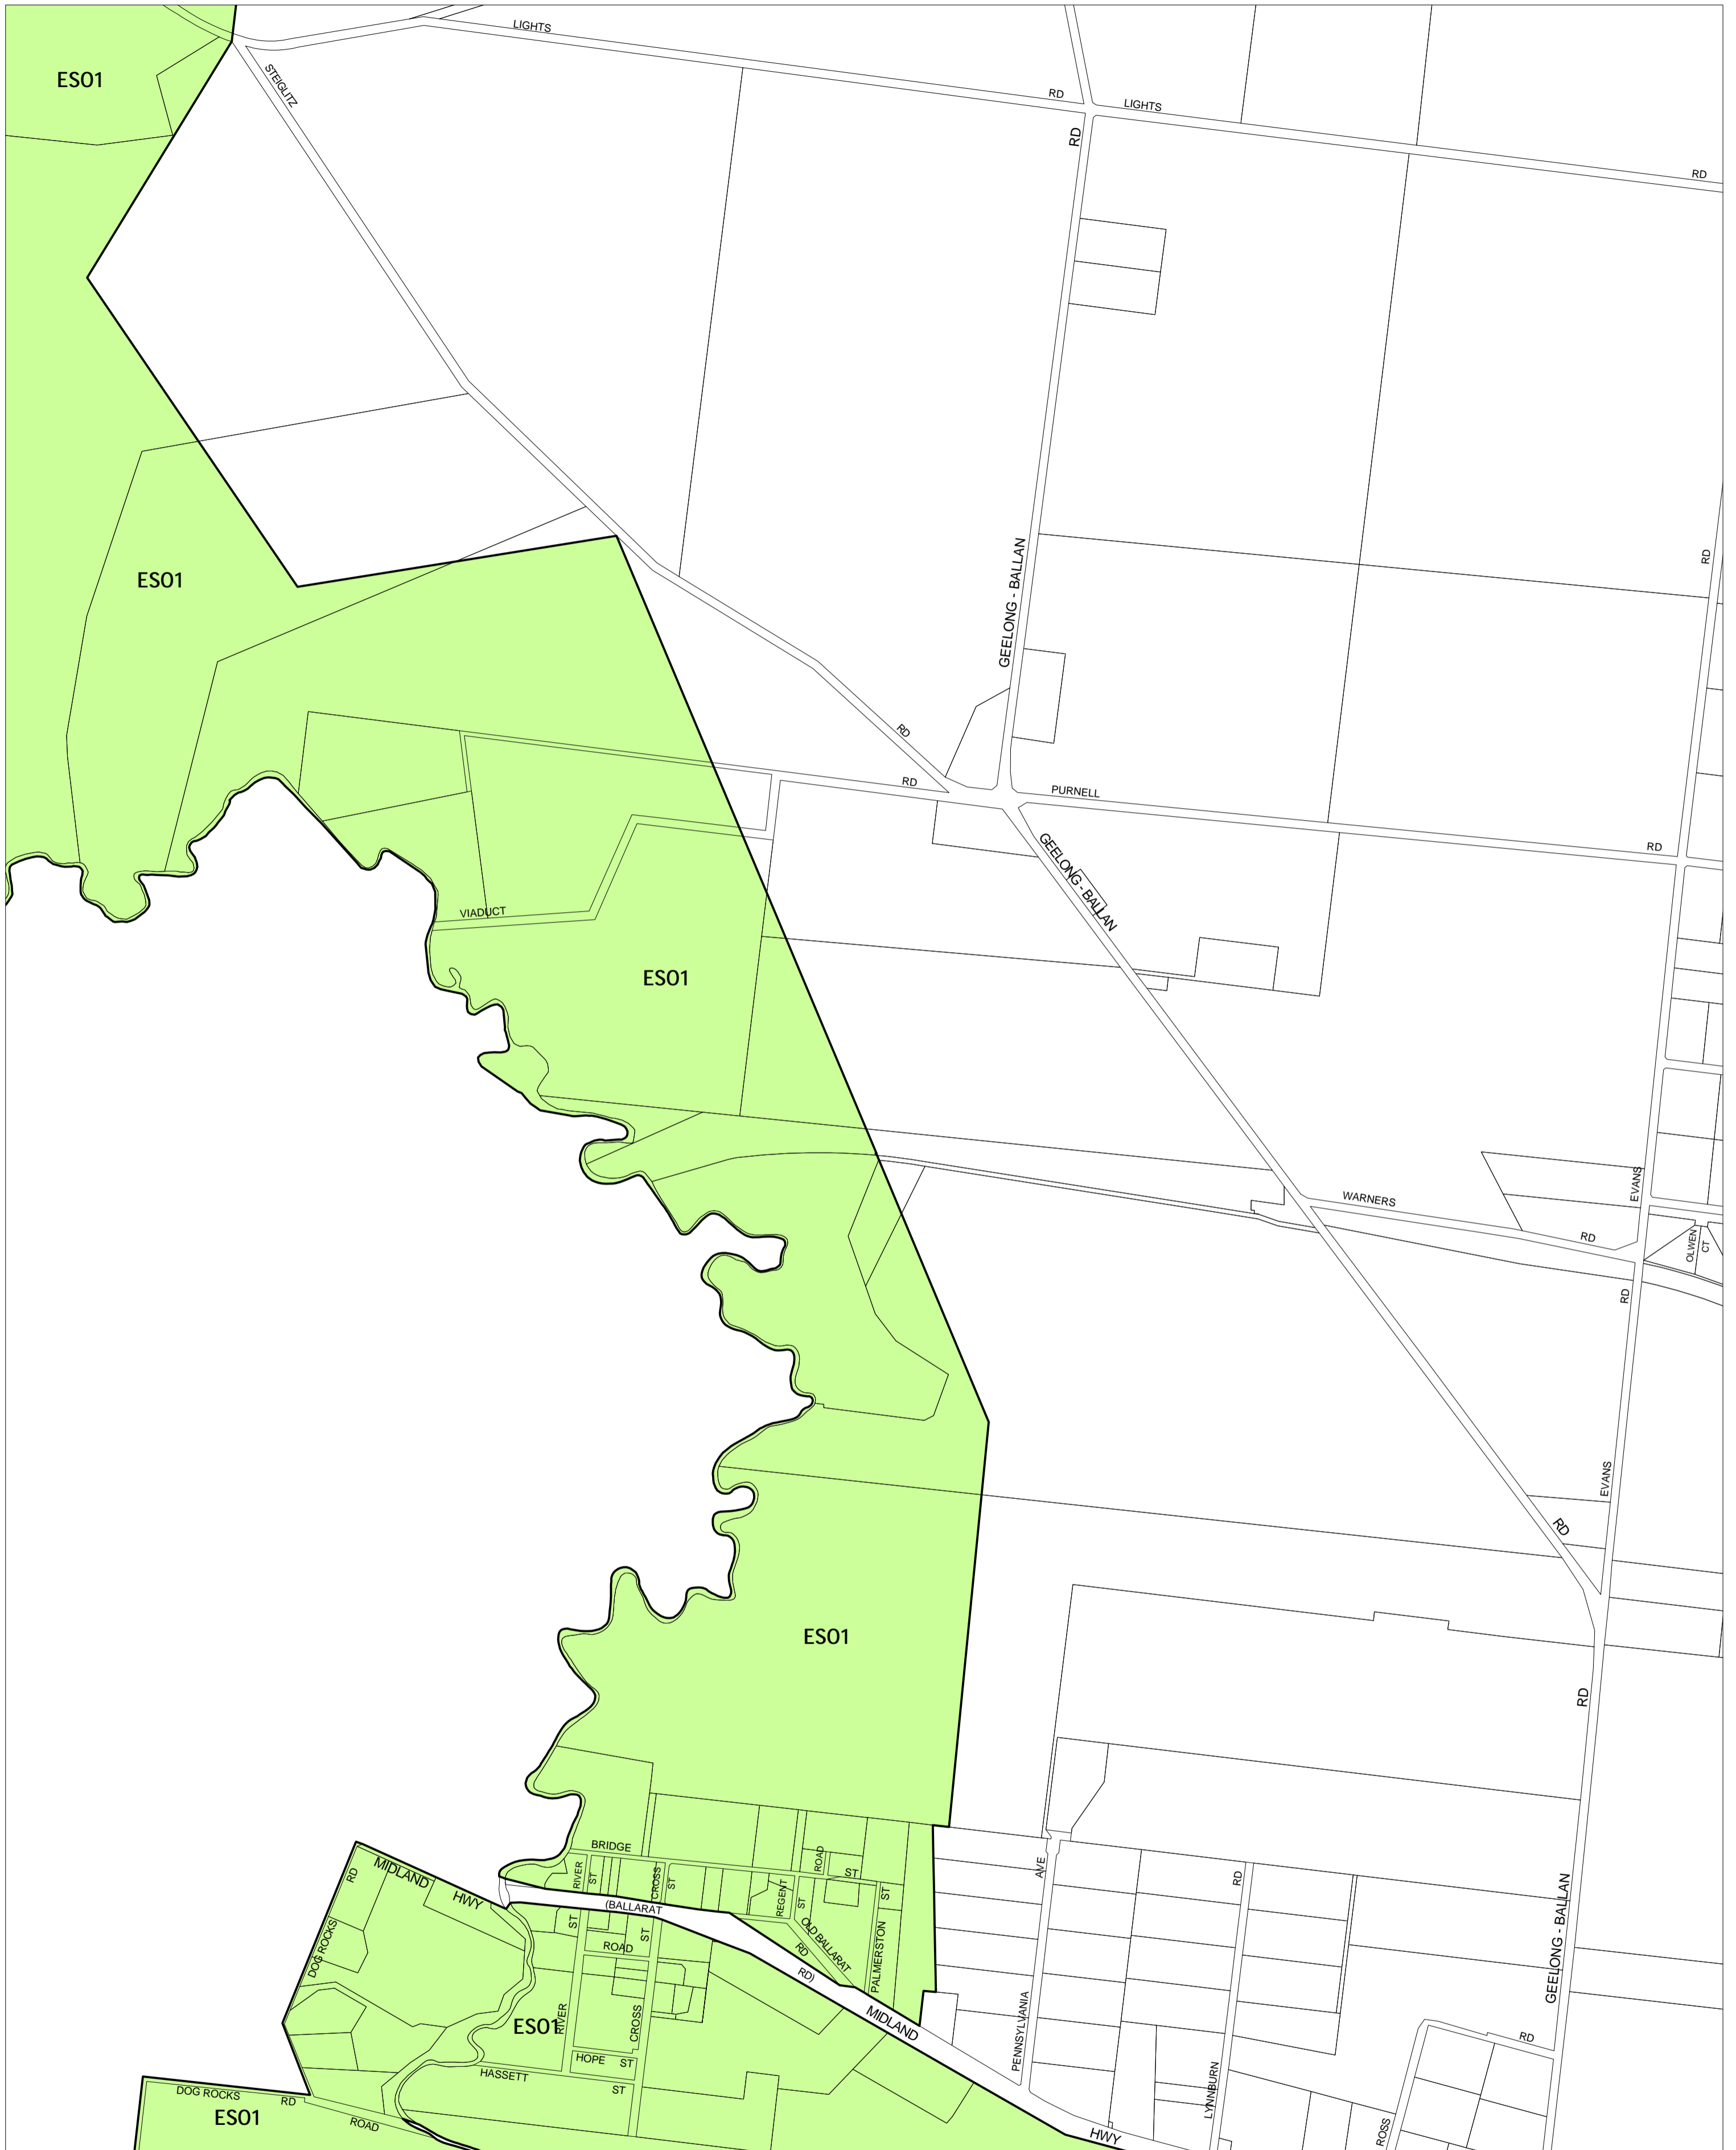 LIGHTS
ESO1
STEIGLITZ
RD
LIGHTS
RD
RD
GEELONG - BALLAN
RD
ESO1
RD
RD
PURNELL
RD
GEELONG - BALLAN
VIADUCT
ESO1
WARNERS
RD
EVANS
OLWEN
CT
RD
EVANS
RD
ESO1
RD
BRIDGE
RIVER
ST
CROSS
ST
ROAD
ST
REGENT
ST
ST
AVE
RD
RD
MIDLAND
HWY
(BALLARAT
RD)
OLD BALLARAT
RD
PALMERSTON
DOG ROCKS
ST
ST
ROAD
GEELONG - BALLAN
MIDLAND
ESO1
RIVER
CROSS
PENNSYLVANIA
RD
HOPE ST
HASSETT
ST
LYNNBURN
DOG ROCKS
RD
ROAD
ESO1
HWY
ROSS